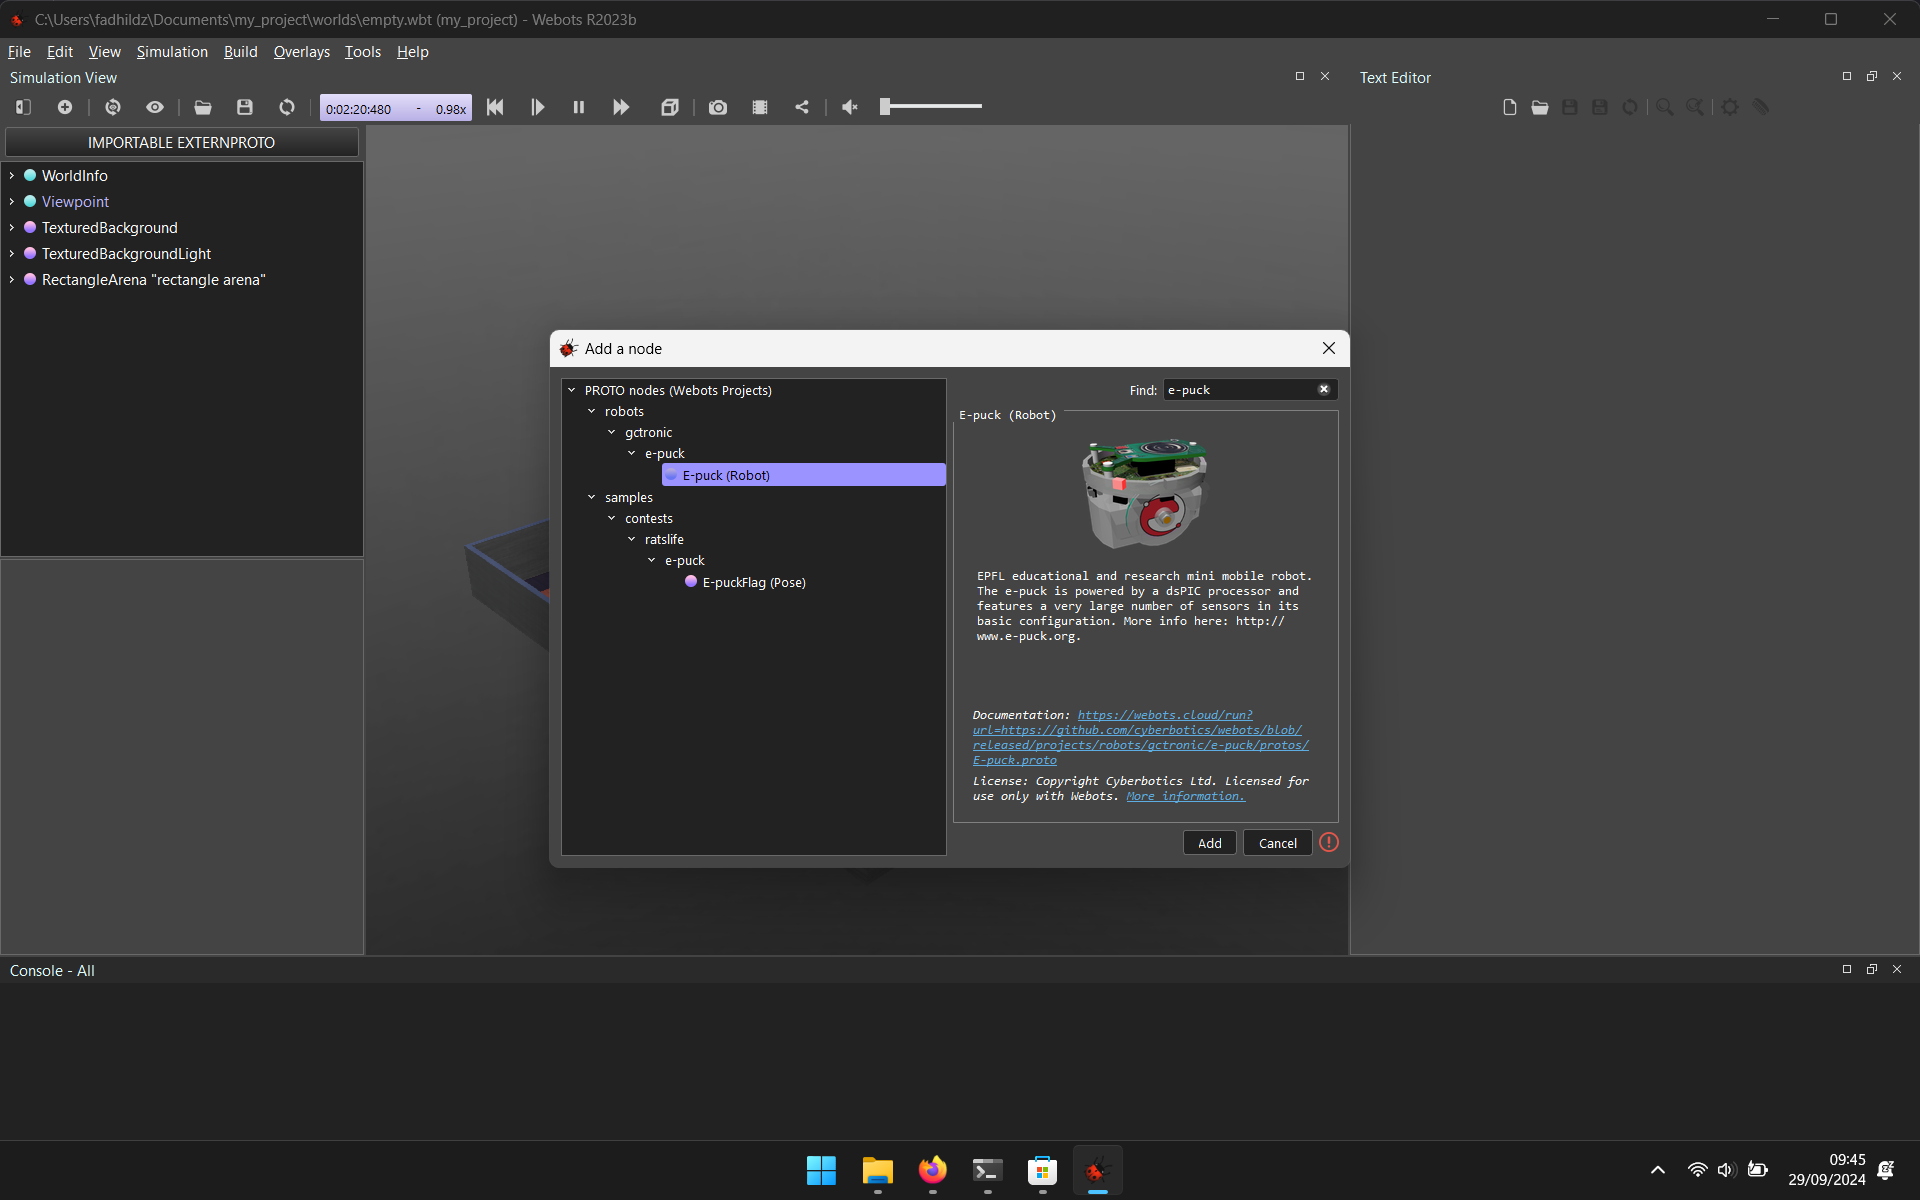 C:\Users\fadhildz\Documents\my_project\worlds\empty.wbt (my_project) - Webots R2023b
File Edit View Simulation Build Overlays Tools Help
Simulation View
Text Editor
0:02:20:480 - 0.98x
IMPORTABLE EXTERNPROTO
WorldInfo
Viewpoint
TexturedBackground
TexturedBackgroundLight
RectangleArena "rectangle arena"
Add a node
PROTO nodes (Webots Projects)
robots
gctronic
e-puck
E-puck (Robot)
samples
contests
ratslife
e-puck
E-puckFlag (Pose)
Find: e-puck
E-puck (Robot)
EPFL educational and research mini mobile robot.
The e-puck is powered by a dsPIC processor and
features a very large number of sensors in its
basic configuration. More info here: http://
www.e-puck.org.
Documentation: https://webots.cloud/run?
url=https://github.com/cyberbotics/webots/blob/
released/projects/robots/gctronic/e-puck/protos/
E-puck.proto
License: Copyright Cyberbotics Ltd. Licensed for
use only with Webots. More information.
Add
Cancel
Console - All
09:45
29/09/2024